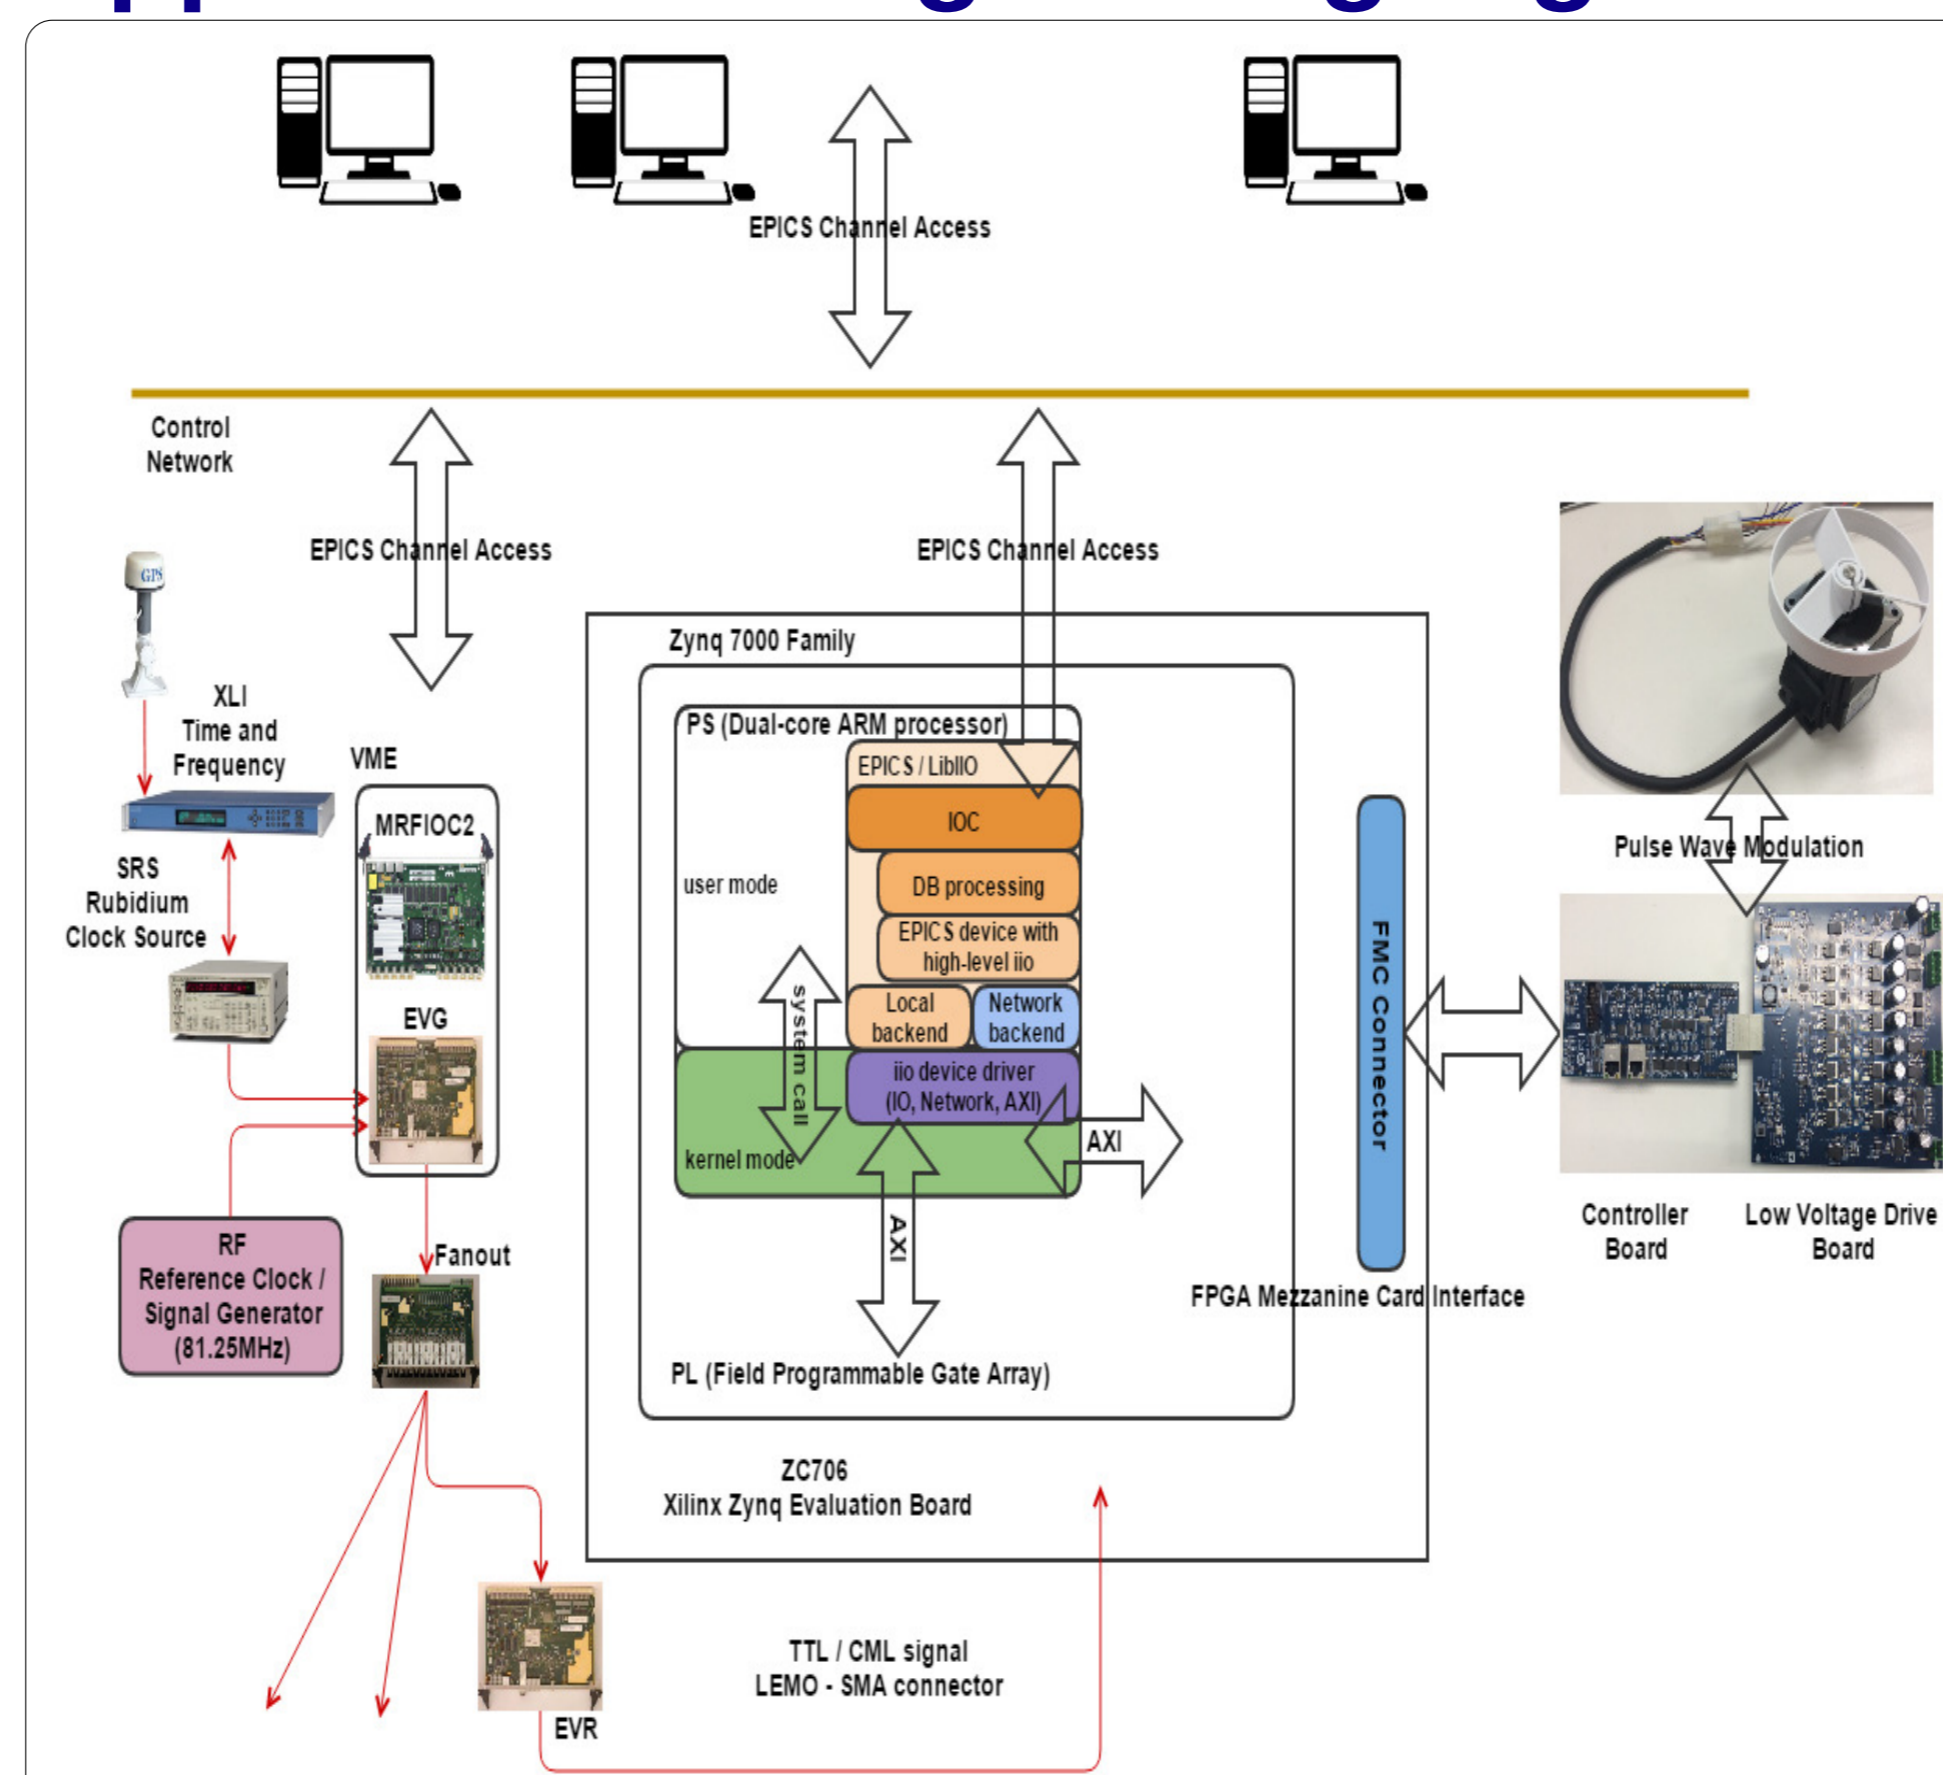 EPICS Channel Access
Control
Network
EPICS Channel Access
EPICS Channel Access
GPS
XLI
Time and
Frequency
SRS
Rubidium
Clock Source
VME
MRFIOC2
EVG
RF
Reference Clock /
Signal Generator
(81.25MHz)
Fanout
EVR
Zynq 7000 Family
PS (Dual-core ARM processor)
EPICS / LibIIO
IOC
user mode
DB processing
EPICS device with
high-level iio
Local
backend
Network
backend
system call
iio device driver
(IO, Network, AXI)
kernel mode
AXI
AXI
PL (Field Programmable Gate Array)
ZC706
Xilinx Zynq Evaluation Board
FMC Connector
FPGA Mezzanine Card Interface
Pulse Wave Modulation
Controller
Board
Low Voltage Drive
Board
TTL / CML signal
LEMO - SMA connector